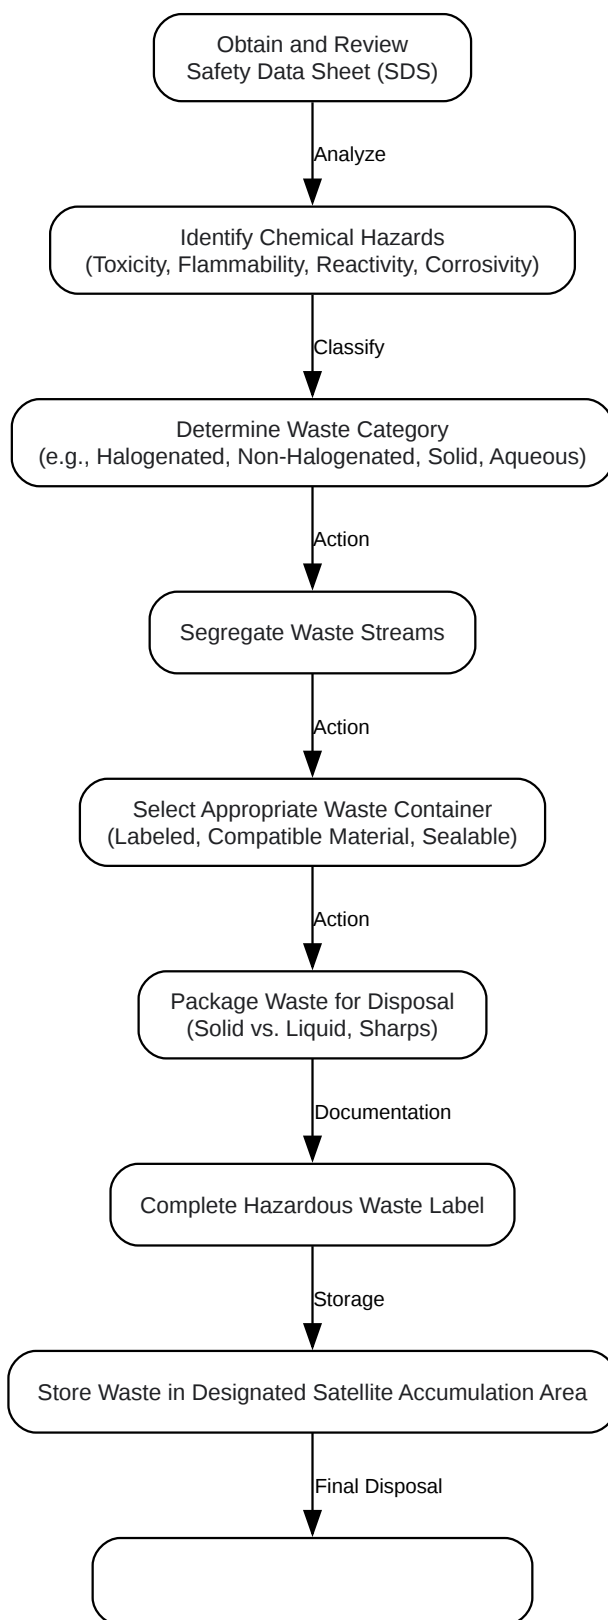 Obtain and Review
Safety Data Sheet (SDS)
Analyze
Identify Chemical Hazards
(Toxicity, Flammability, Reactivity, Corrosivity)
Classify
Determine Waste Category
(e.g., Halogenated, Non-Halogenated, Solid, Aqueous)
Action
Segregate Waste Streams
Action
Select Appropriate Waste Container
(Labeled, Compatible Material, Sealable)
Action
Package Waste for Disposal
(Solid vs. Liquid, Sharps)
Documentation
Complete Hazardous Waste Label
Storage
Store Waste in Designated Satellite Accumulation Area
Final Disposal